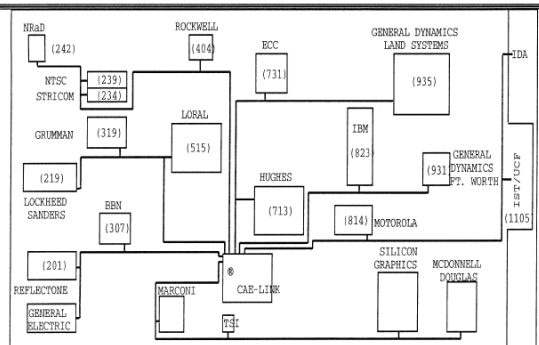 NRaD
(242)
ROCKWELL
(404)
ECC
(731)
GENERAL DYNAMICS
LAND SYSTEMS
(935)
IDA
NTSC
(239)
STRICOM
(234)
GRUMMAN
(319)
LORAL
(515)
IBM
(823)
(931)
GENERAL
DYNAMICS
FT. WORTH
IST/UCF
(1105)
(219)
LOCKHEED
SANDERS
HUGHES
(713)
BBN
(307)
(814)
MOTOROLA
(201)
REFLECTONE
®
CAE-LINK
SILICON
GRAPHICS
MCDONNELL
DOUGLAS
MARCONI
GENERAL
ELECTRIC
TSI